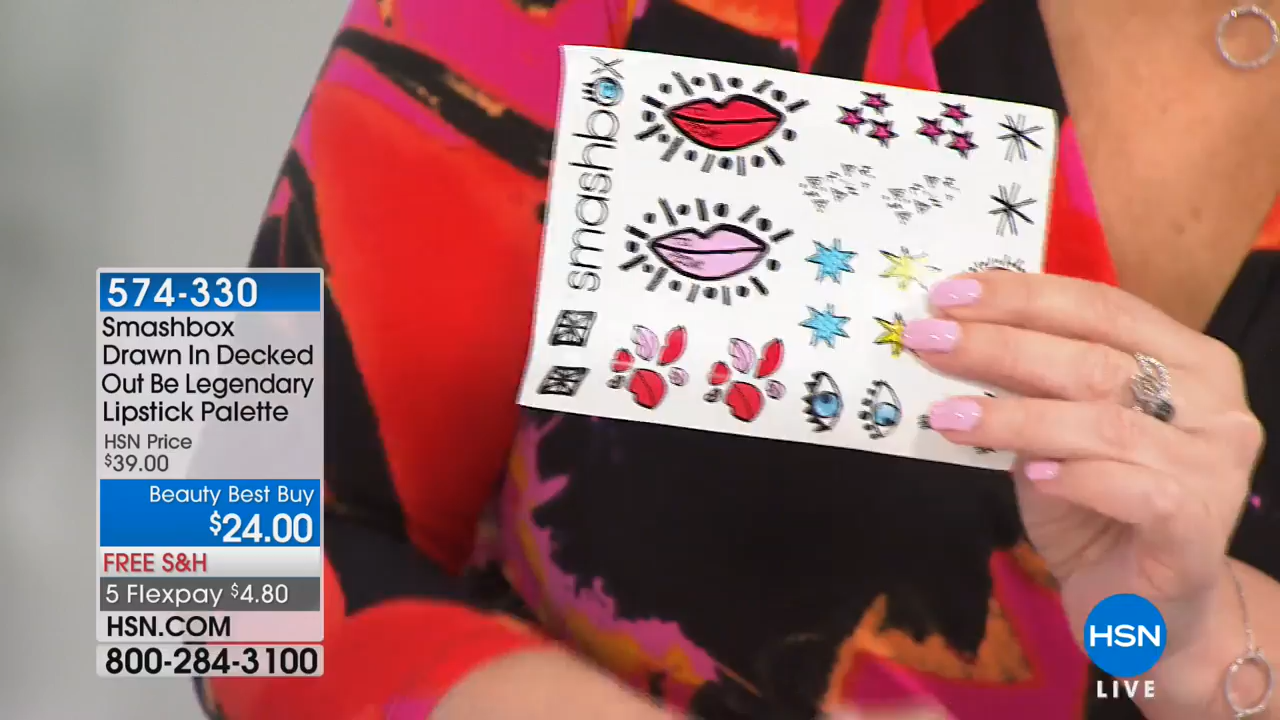 574-330
Smashbox
Drawn In Decked
Out Be Legendary
Lipstick Palette
HSN Price
$39.00
Beauty Best Buy
$24.00
FREE S&H
5 Flexpay $4.80
HSN.COM
800-284-3100
smashbox
HSN
LIVE